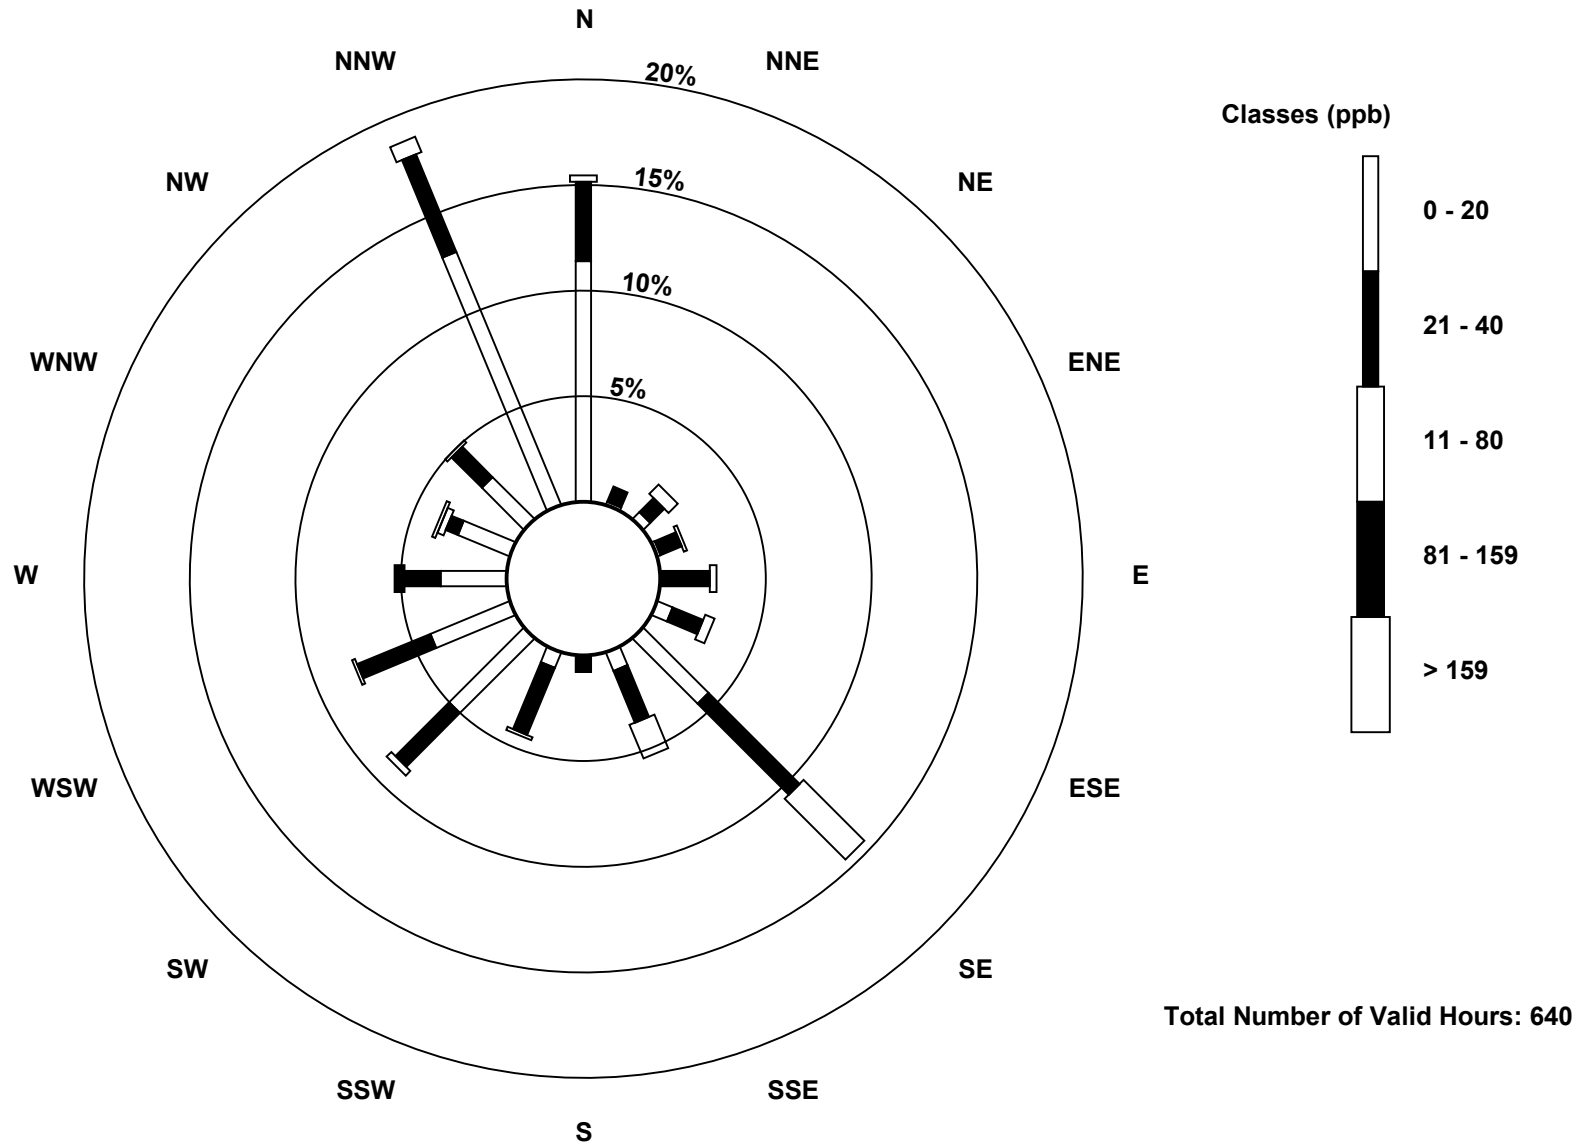 N
NNW
NNE
20%
Classes (ppb)
NW
15%
NE
0 - 20
10%
21 - 40
WNW
5%
ENE
11 - 80
81 - 159
W
E
> 159
WSW
ESE
SW
SE
Total Number of Valid Hours: 640
SSW
SSE
S